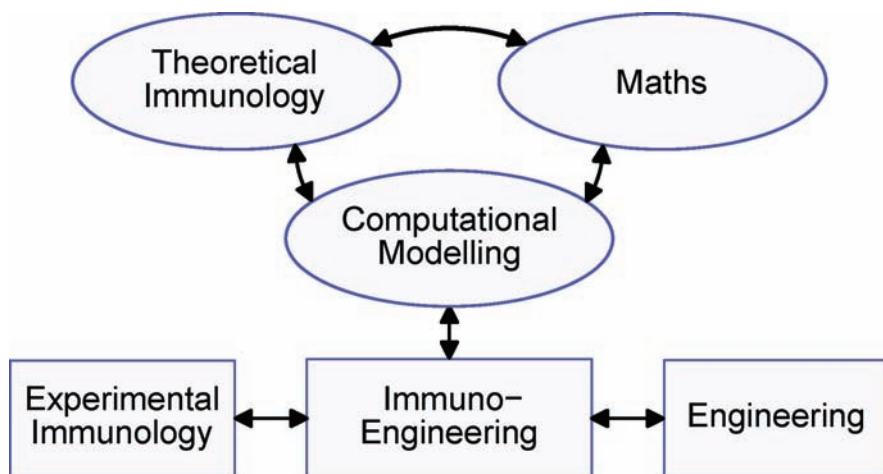 Theoretical
Immunology
Maths
Computational
Modelling
Experimental
Immunology
Immuno−
Engineering
Engineering